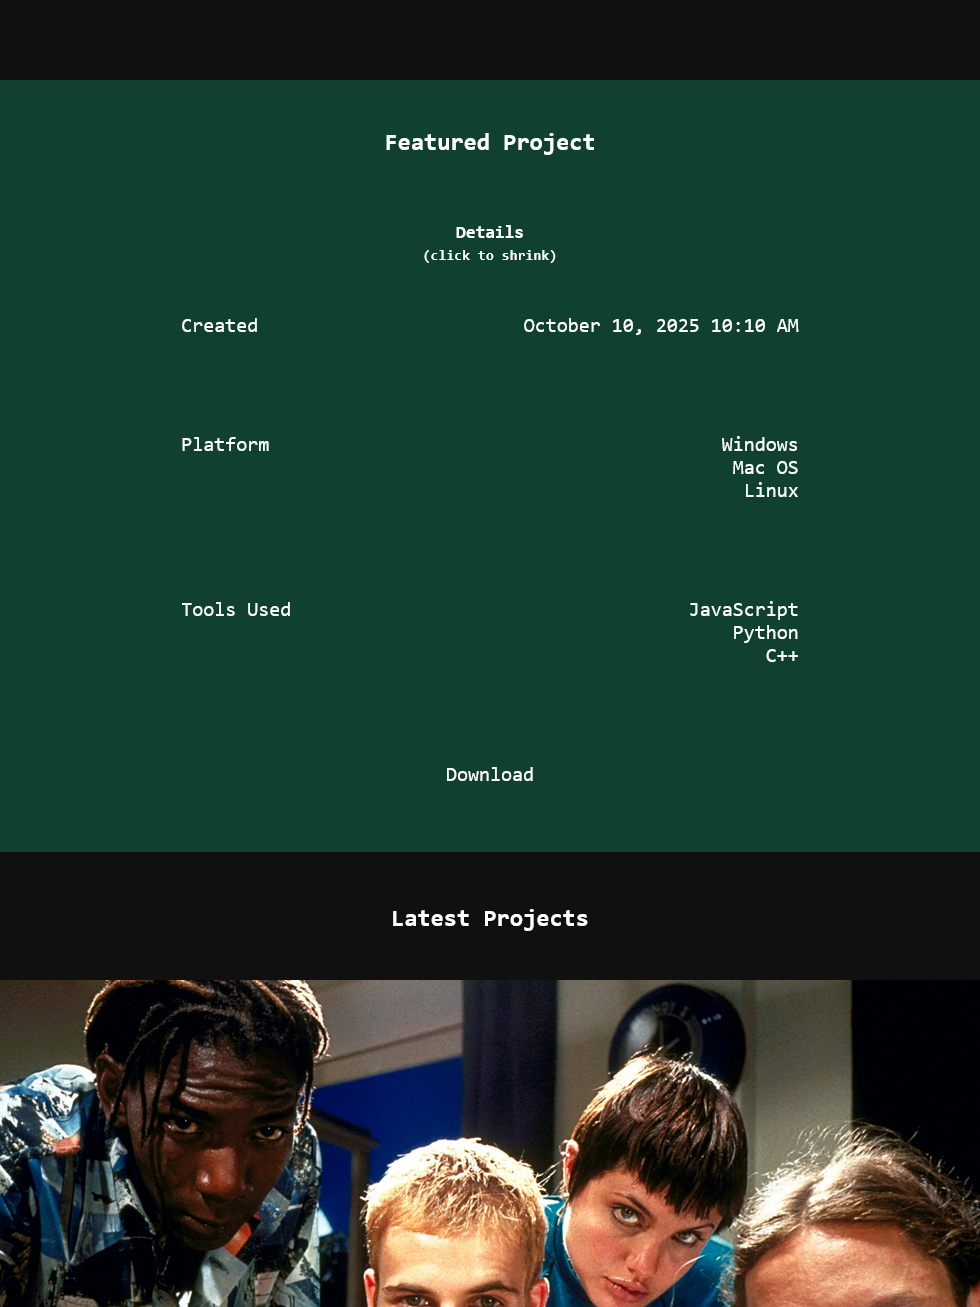 Featured Project
Details
(click to shrink)
Created October 10, 2025 10:10 AM
Platform Windows
Mac OS
Linux
Tools Used JavaScript
Python
C++
Download
Latest Projects